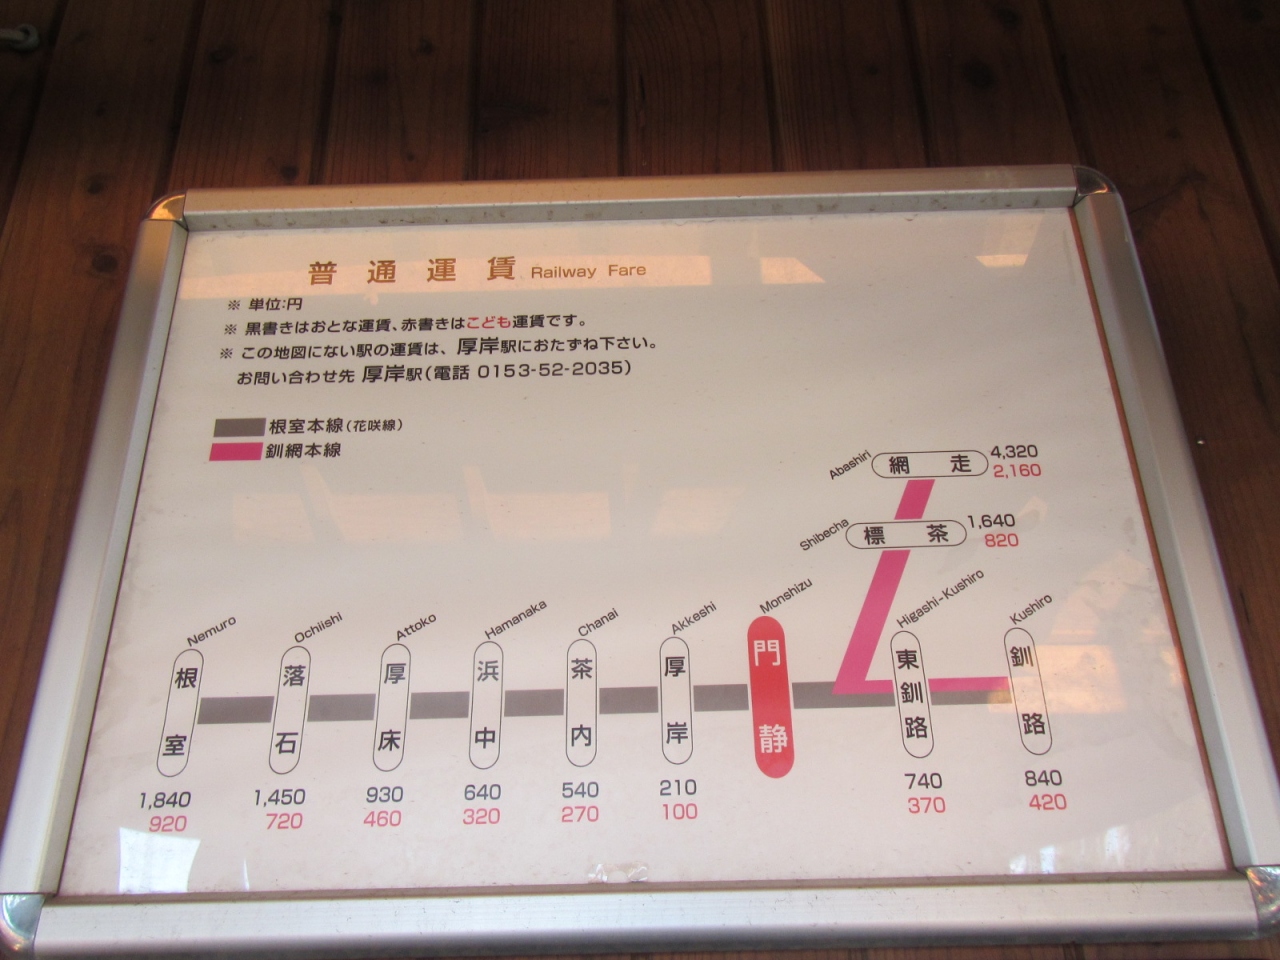 普通運賃 Railway Fare
※ 単位:円
※ 黒書きはおとな運賃、赤書きはこども運賃です。
※ この地図にない駅の運賃は、厚岸駅におたずね下さい。
お問い合わせ先 厚岸駅(電話 0153-52-2035)
根室本線(花咲線)
釧網本線
Abashiri 網走 4,320
2,160
Shibecha 標茶 1,640
820
Nemuro Ochiishi Attoko Hamanaka Chanai Akkeshi Monshizu Higashi-Kushiro Kushiro
根室 落石 厚床 浜中 茶内 厚岸 門静 東釧路 釧路
1,840 1,450 930 640 540 210 740 840
920 720 460 320 270 100 370 420